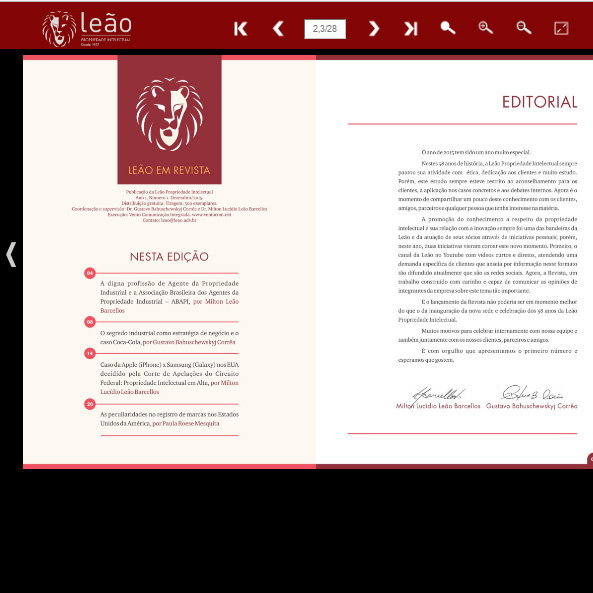 leão
PROPRIEDADE INTELECTUAL
Desde 1957
2,3/28
LEÃO EM REVISTA
Publicação da Leão Propriedade Intelectual
Ano 1, Número 1. Dezembro/2015.
Distribuição gratuita. Tiragem: 500 exemplares.
Coordenação e supervisão: Dr. Gustavo Bahuschewskyj Corrêa e Dr. Milton Lucídio Leão Barcellos
Execução: Vento Comunicação Integrada.
Contato: leao@leao.adv.br
NESTA EDIÇÃO
04
A digna profissão de Agente da Propriedade
Industrial e a Associação Brasileira dos Agentes da
Propriedade Industrial – ABAPI, por Milton Leão
Barcellos
08
O segredo industrial como estratégia de negócio e o
caso Coca-Cola, por Gustavo Bahuschewskyj Corrêa
14
Caso da Apple (iPhone) x Samsung (Galaxy) nos EUA
decidido pela Corte de Apelações do Circuito
Federal: Propriedade Intelectual em Alta, por Milton
Lucídio Leão Barcellos
20
As peculiaridades no registro de marcas nos Estados
Unidos da América, por Paula Roese Mesquita
EDITORIAL
O ano de 2015 tem sido um ano muito especial.
Nestes 58 anos de história, a Leão Propriedade Intelectual sempre
pautou sua atividade com ética, dedicação aos clientes e muito estudo.
Porém, este estudo sempre esteve restrito ao aconselhamento para os
clientes, à aplicação nos casos concretos e aos debates internos. Agora é o
momento de compartilhar um pouco deste conhecimento com os clientes,
amigos, parceiros e qualquer pessoa que tenha interesse na matéria.
A promoção do conhecimento a respeito da propriedade
intelectual e sua relação com a inovação sempre foi uma das bandeiras da
Leão e da atuação de seus sócios através de iniciativas pessoais; porém,
neste ano, duas iniciativas vieram coroar este novo momento. Primeiro, o
canal da Leão no Youtube com vídeos curtos e diretos, atendendo uma
demanda específica de clientes que ansiava por informação neste formato
tão difundido atualmente que são as redes sociais. Agora, a Revista, um
trabalho construído com carinho e capaz de comunicar as opiniões de
integrantes da empresa sobre este tema tão importante.
E o lançamento da Revista não poderia ser em momento melhor
do que o da inauguração da nova sede e celebração dos 58 anos da Leão
Propriedade Intelectual.
Muitos motivos para celebrar internamente com nossa equipe e
também juntamente com os nossos clientes, parceiros e amigos.
É com orgulho que apresentamos o primeiro número e
esperamos que gostem.
Milton Lucídio Leão Barcellos Gustavo Bahuschewskyj Corrêa